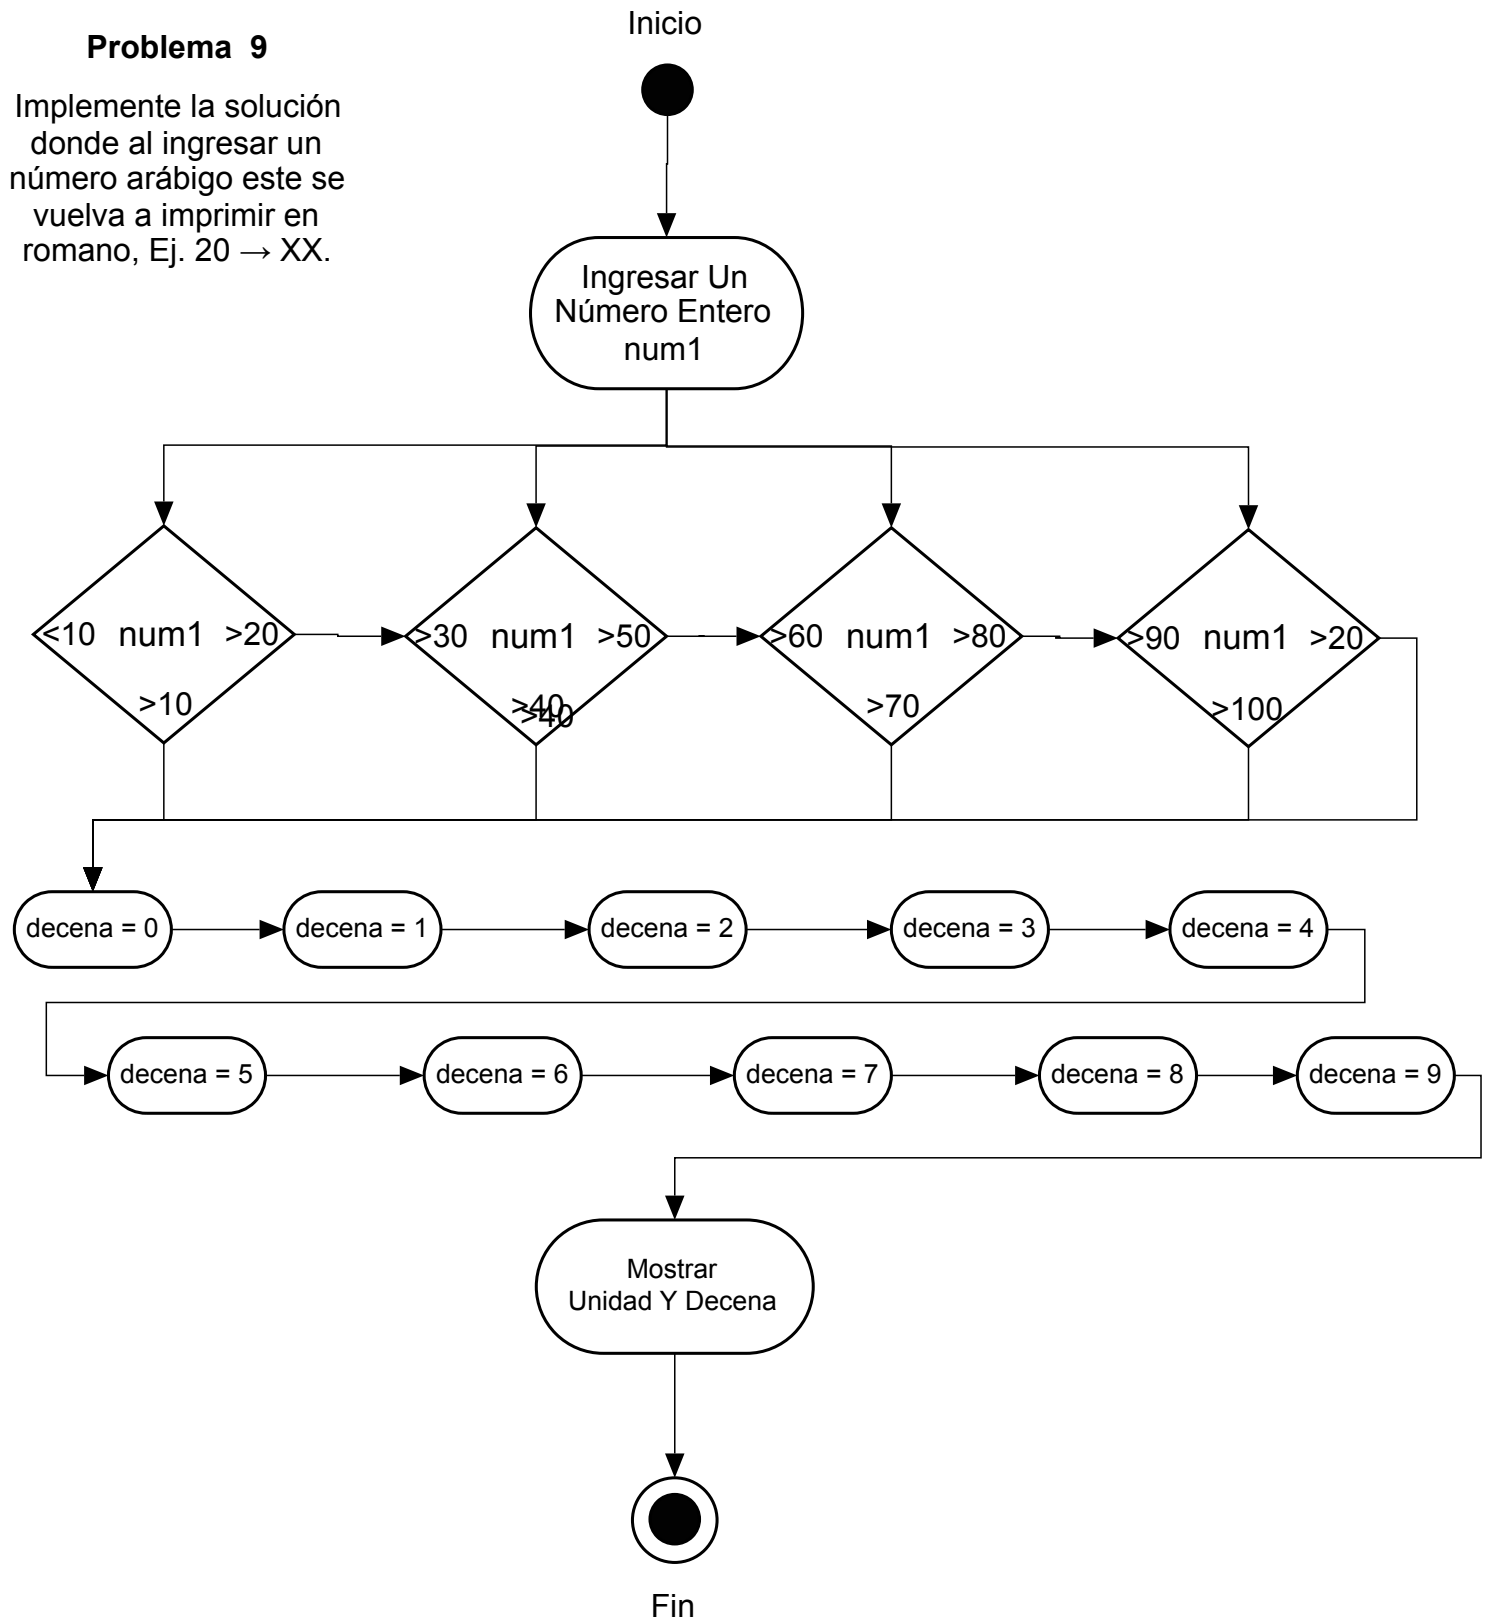 Inicio
Problema 9
Implemente la solución
donde al ingresar un
número arábigo este se
vuelva a imprimir en
romano, Ej. 20 → XX.
Ingresar Un
Número Entero
num1
<10 num1 >20
>10
>30 num1 >50
>40
>40
>60 num1 >80
>70
>90 num1 >20
>100
decena = 0
decena = 1
decena = 2
decena = 3
decena = 4
decena = 5
decena = 6
decena = 7
decena = 8
decena = 9
Mostrar
Unidad Y Decena
Fin